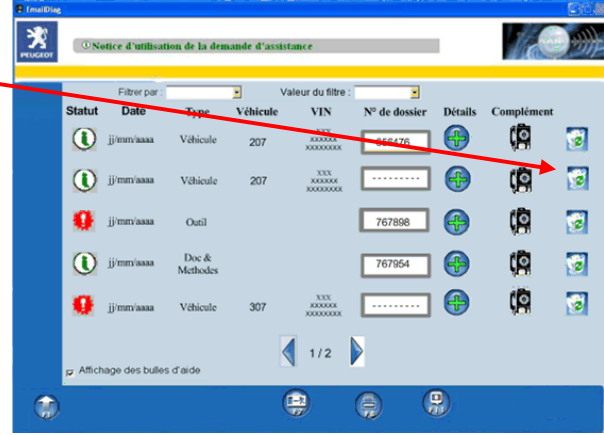 EmailDiag
PEUGEOT
Notice d'utilisation de la demande d'assistance
Filtrer par : Valeur du filtre :
Statut Date Type Véhicule VIN N° de dossier Détails Complément
jj/mm/aaaa Véhicule 207 xxx xxxxxx xxxxxxxx
jj/mm/aaaa Véhicule 207 xxx xxxxxx xxxxxxxx ---------
jj/mm/aaaa Outil 767898
jj/mm/aaaa Doc & Methodes 767954
jj/mm/aaaa Véhicule 307 xxx xxxxxx xxxxxxxx ---------
1 / 2
Affichage des bulles d'aide